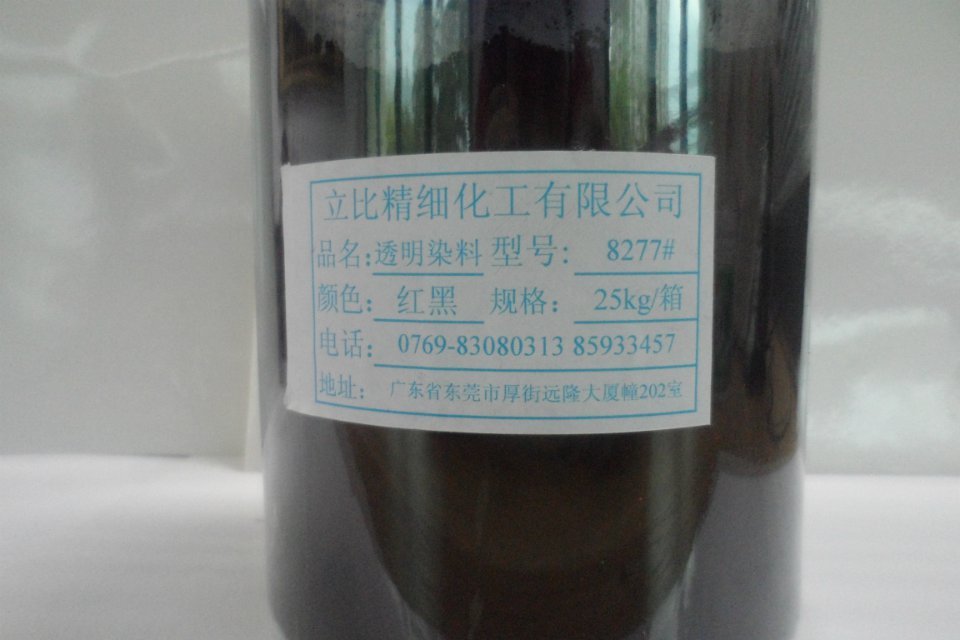 立比精细化工有限公司
品名:透明染料 型号: 8277#
颜色: 红黑 规格: 25kg/箱
电话: 0769-83080313 85933457
地址: 广东省东莞市厚街远隆大厦幢202室